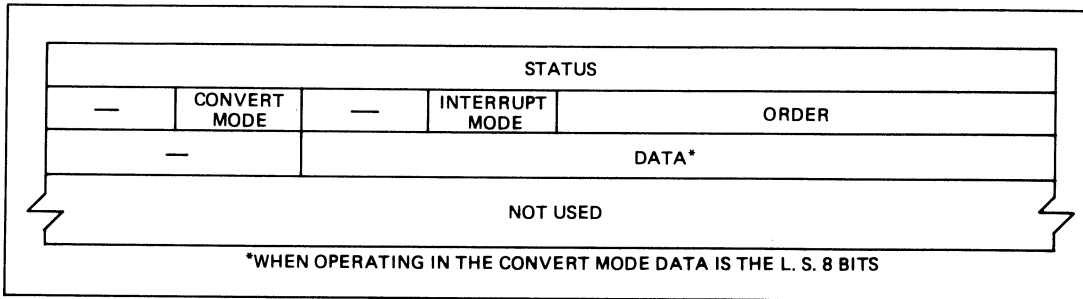 STATUS
— CONVERT MODE — INTERRUPT MODE ORDER
— DATA*
NOT USED
*WHEN OPERATING IN THE CONVERT MODE DATA IS THE L. S. 8 BITS